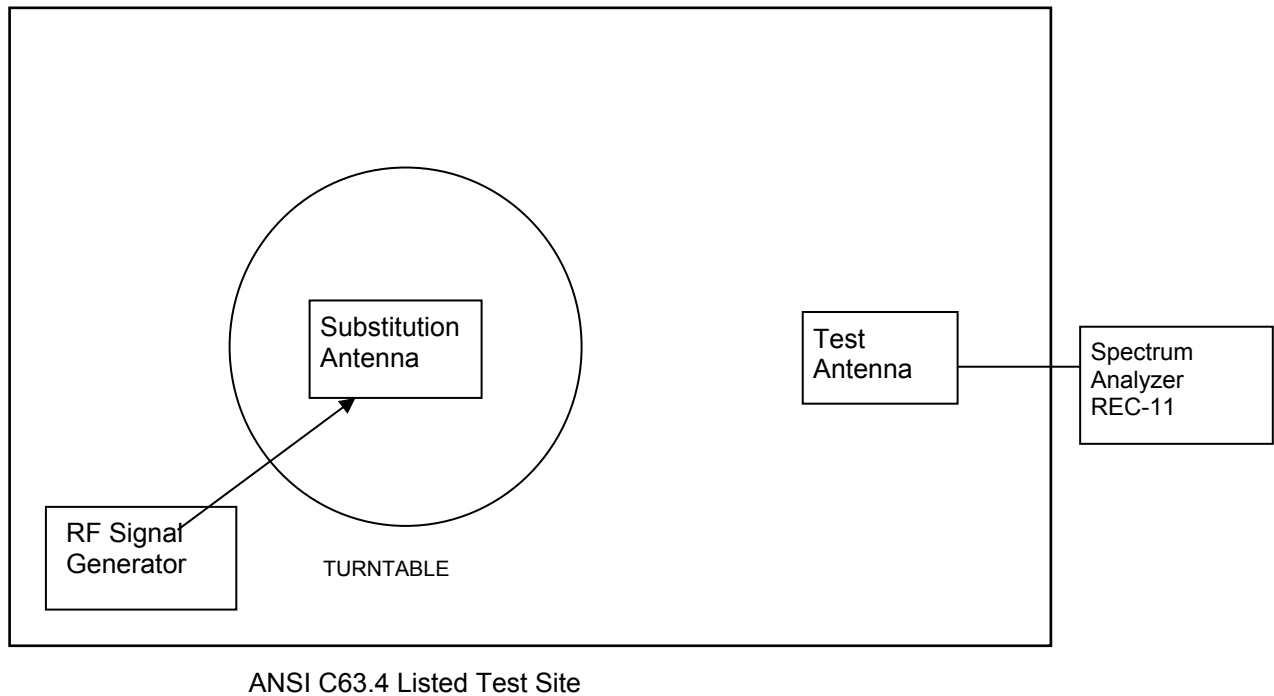 Substitution
Antenna
Test
Antenna
Spectrum
Analyzer
REC-11
RF Signal
Generator
TURNTABLE
ANSI C63.4 Listed Test Site